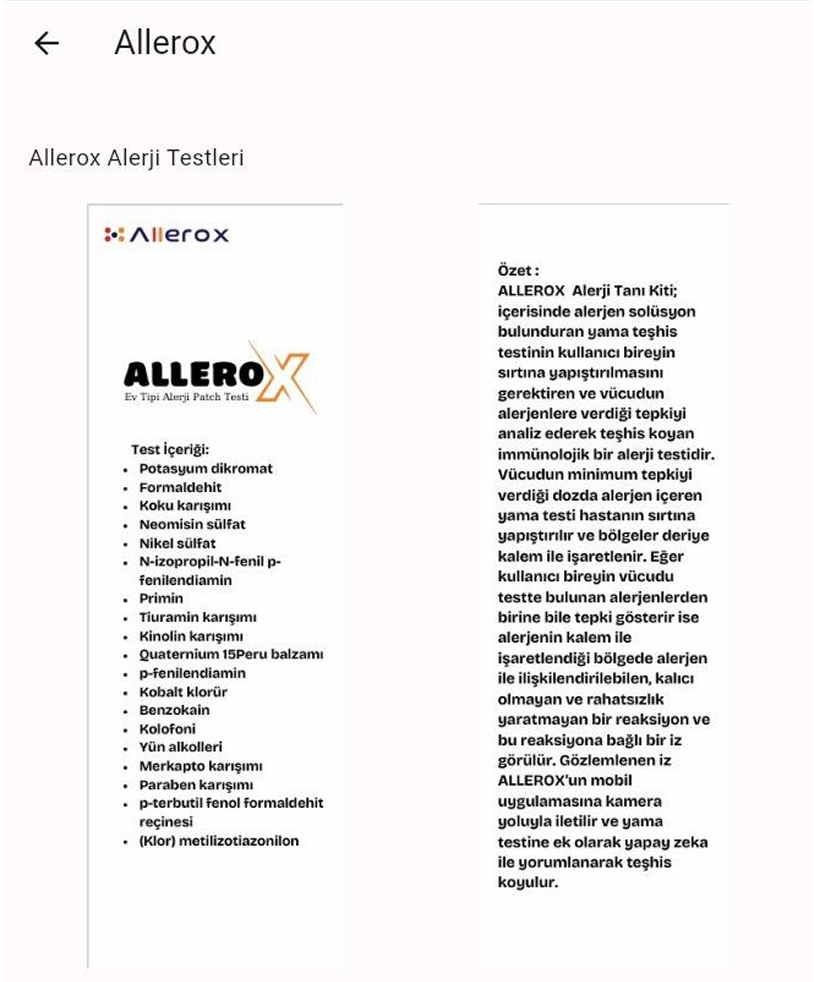 Allerox
Allerox Alerji Testleri
Allerox
ALLEROX
Ev Tipi Alerji Patch Testi
Test İçeriği:
• Potasyum dikromat
• Formaldehit
• Koku karışımı
• Neomisin sülfat
• Nikel sülfat
• N-izopropil-N-fenil p-
fenilendiamin
• Primin
• Tiuramin karışımı
• Kinolin karışımı
• Quaternium 15Peru balzamı
• p-fenilendiamin
• Kobalt klorür
• Benzokain
• Kolofoni
• Yün alkolleri
• Merkapto karışımı
• Paraben karışımı
• p-terbutil fenol formaldehit
reçinesi
• (Klor) metilizotiazonilon
Özet :
ALLEROX Alerji Tanı Kiti;
içerisinde alerjen solüsyon
bulunduran yama teşhis
testinin kullanıcı bireyin
sırtına yapıştırılmasını
gerektiren ve vücudun
alerjenlere verdiği tepkiyi
analiz ederek teşhis koyan
immünolojik bir alerji testidir.
Vücudun minimum tepkiyi
verdiği dozda alerjen içeren
yama testi hastanın sırtına
yapıştırılır ve bölgeler deriye
kalem ile işaretlenir. Eğer
kullanıcı bireyin vücudu
testte bulunan alerjenlerden
birine bile tepki gösterir ise
alerjenin kalem ile
işaretlendiği bölgede alerjen
ile ilişkilendirilebilen, kalıcı
olmayan ve rahatsızlık
yaratmayan bir reaksiyon ve
bu reaksiyona bağlı bir iz
görülür. Gözlemlenen iz
ALLEROX'un mobil
uygulamasına kamera
yoluyla iletilir ve yama
testine ek olarak yapay zeka
ile yorumlanarak teşhis
koyulur.